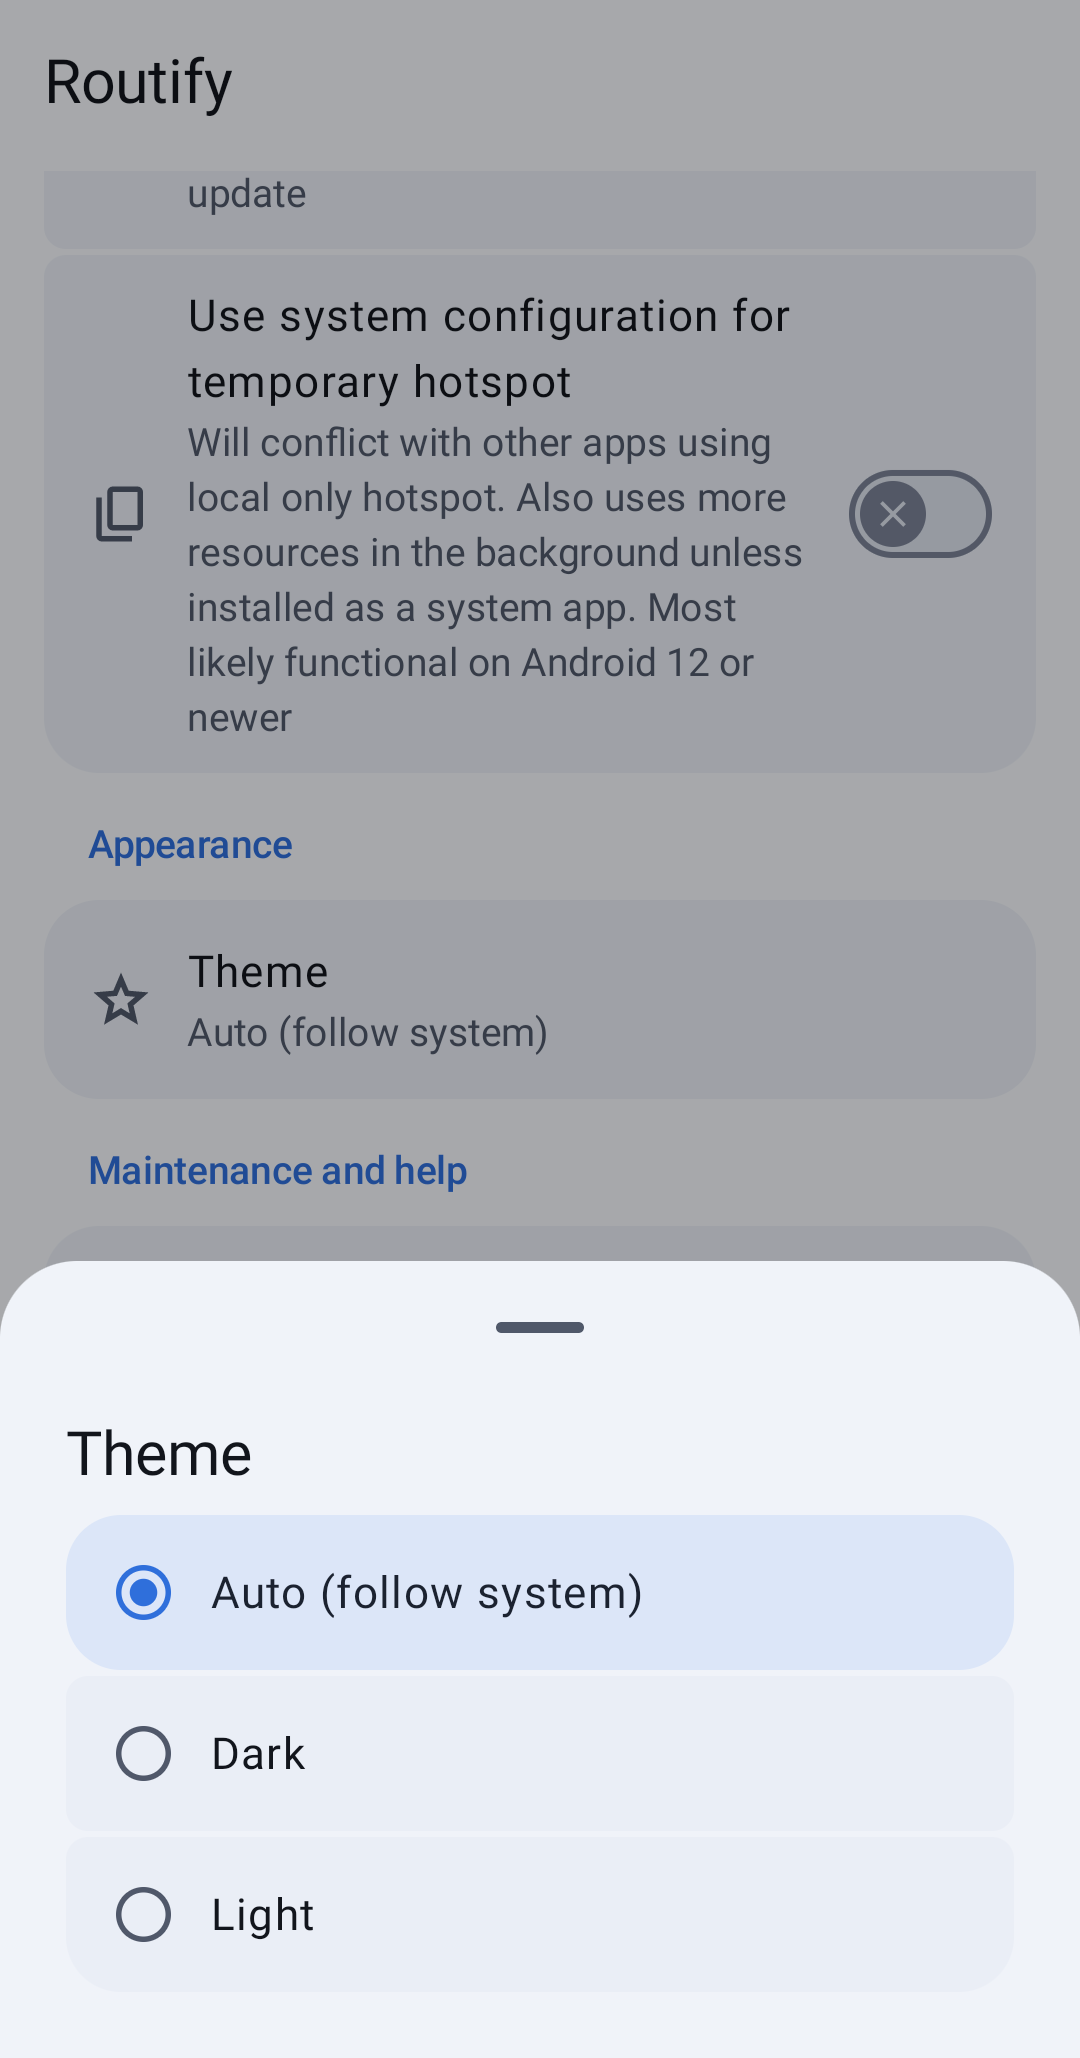 Routify
update
Use system configuration for
temporary hotspot
Will conflict with other apps using
local only hotspot. Also uses more
resources in the background unless
installed as a system app. Most
likely functional on Android 12 or
newer
Appearance
Theme
Auto (follow system)
Maintenance and help
Theme
Auto (follow system)
Dark
Light